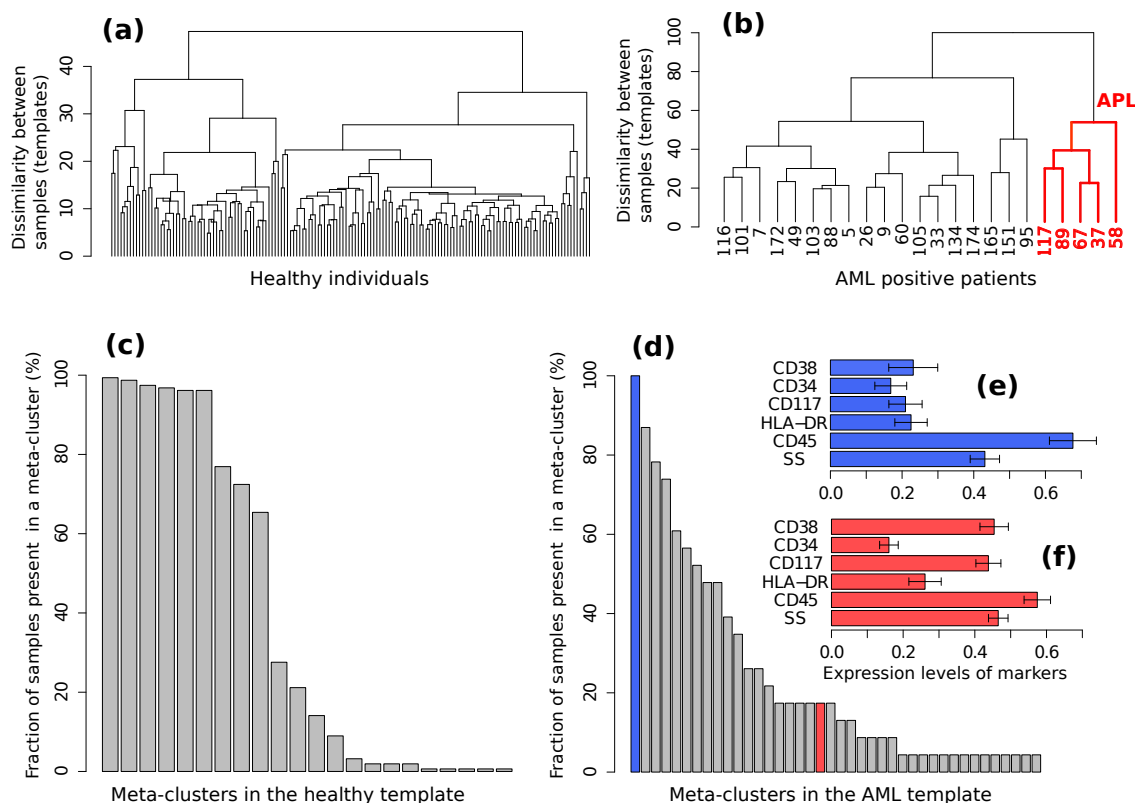 (a)
Dissimilarity between
samples (templates)
0 10 20 30 40
Healthy individuals
(b)
Dissimilarity between
samples (templates)
0 20 40 60 80 100
APL
116 101 7 172 49 103 88 5 26 9 60 105 33 134 174 165 151 95 117 89 67 37 58
AML positive patients
(c)
Fraction of samples present in a meta-cluster (%)
0 20 40 60 80 100
Meta-clusters in the healthy template
(d)
Fraction of samples present in a meta-cluster (%)
0 20 40 60 80 100
Meta-clusters in the AML template
(e)
CD38
CD34
CD117
HLA−DR
CD45
SS
0.0 0.2 0.4 0.6
(f)
CD38
CD34
CD117
HLA−DR
CD45
SS
0.0 0.2 0.4 0.6
Expression levels of markers